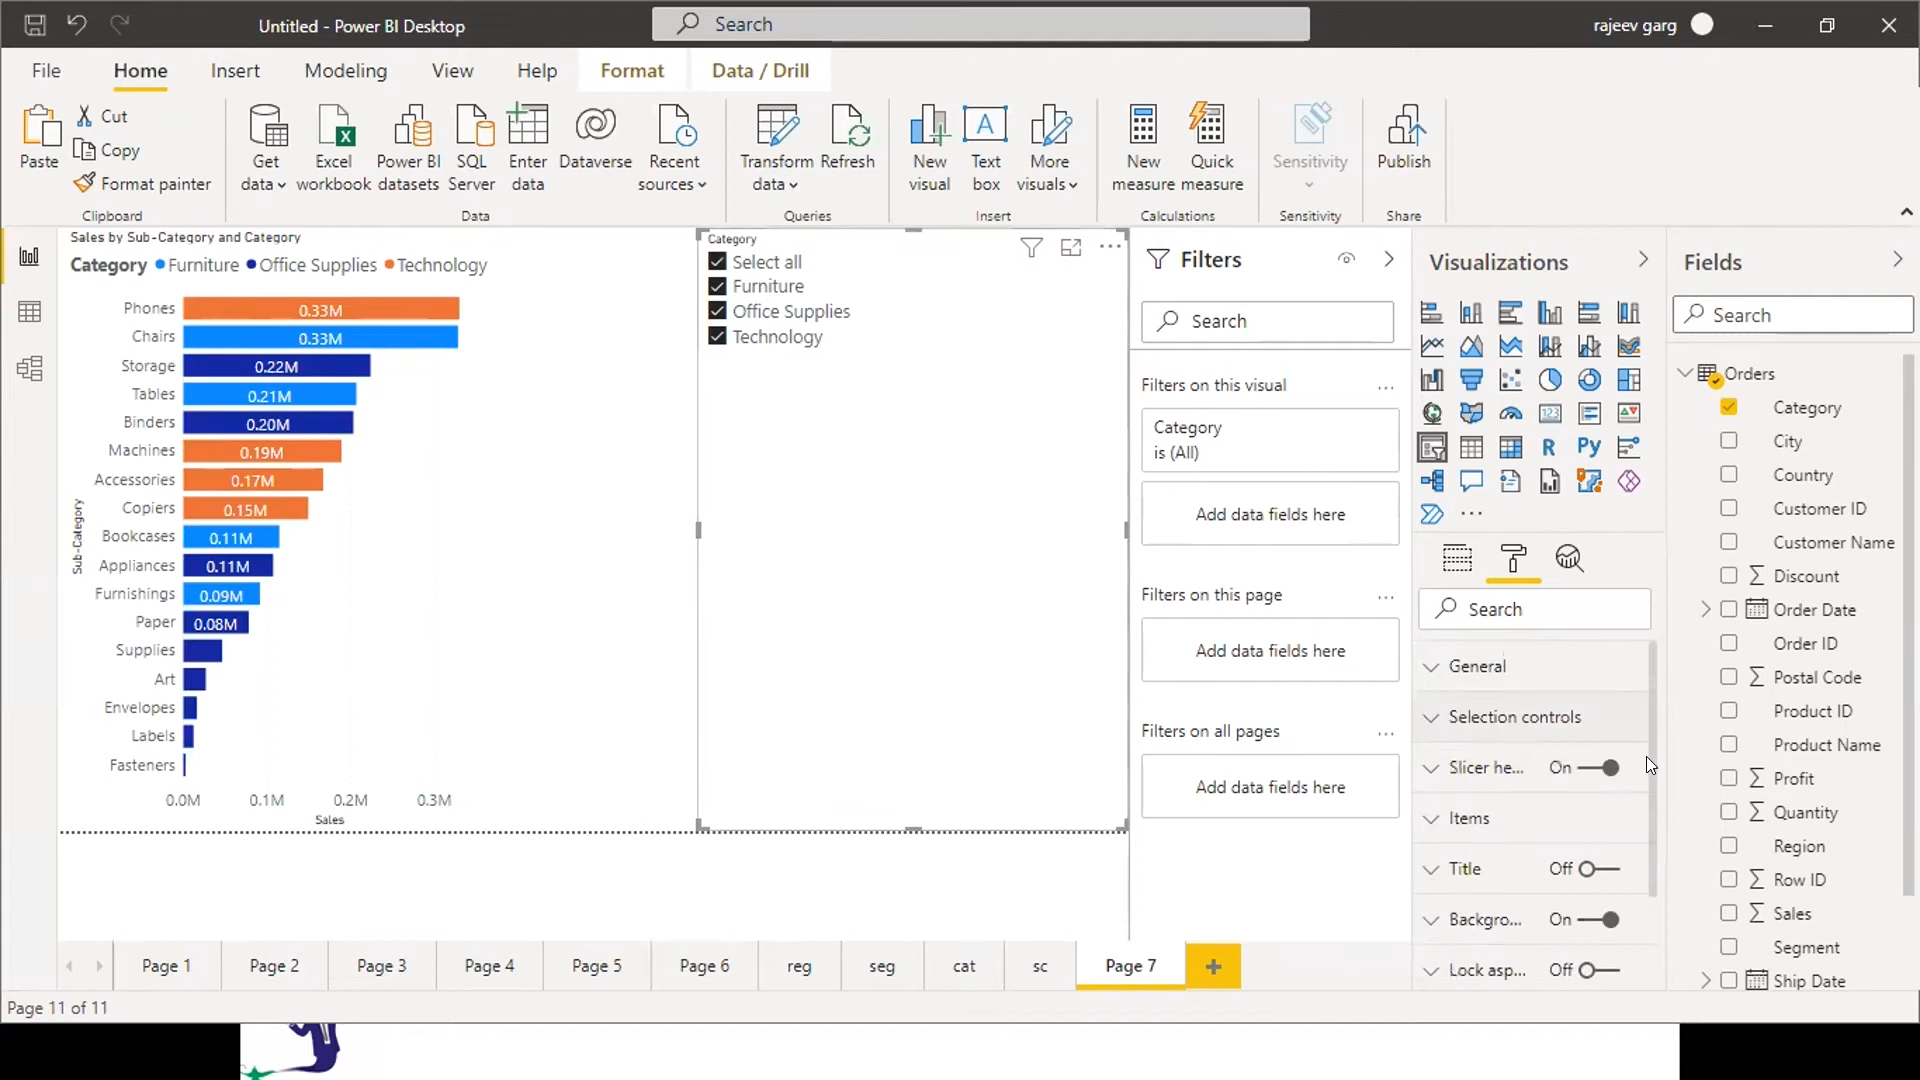 Untitled - Power BI Desktop
Search
rajeev garg
File Home Insert Modeling View Help Format Data / Drill
Paste
Cut
Copy
Format painter
Clipboard
Get data
Excel workbook
Power BI datasets
SQL Server
Enter data
Dataverse
Recent sources
Data
Transform data
Refresh
Queries
New visual
Text box
More visuals
Insert
New measure
Quick measure
Calculations
Sensitivity
Sensitivity
Publish
Share
Sales by Sub-Category and Category
Category Furniture Office Supplies Technology
Sub-Category
Phones 0.33M
Chairs 0.33M
Storage 0.22M
Tables 0.21M
Binders 0.20M
Machines 0.19M
Accessories 0.17M
Copiers 0.15M
Bookcases 0.11M
Appliances 0.11M
Furnishings 0.09M
Paper 0.08M
Supplies
Art
Envelopes
Labels
Fasteners
0.0M 0.1M 0.2M 0.3M
Sales
Category
Select all
Furniture
Office Supplies
Technology
Filters
Search
Filters on this visual ...
Category
is (All)
Add data fields here
Filters on this page ...
Add data fields here
Filters on all pages ...
Add data fields here
Visualizations
123
R
Py
...
Search
General
Selection controls
Slicer he... On
Items
Title Off
Backgro... On
Lock asp... Off
Fields
Search
Orders
Category
City
Country
Customer ID
Customer Name
Discount
Order Date
Order ID
Postal Code
Product ID
Product Name
Profit
Quantity
Region
Row ID
Sales
Segment
Ship Date
Page 1 Page 2 Page 3 Page 4 Page 5 Page 6 reg seg cat sc Page 7 +
Page 11 of 11